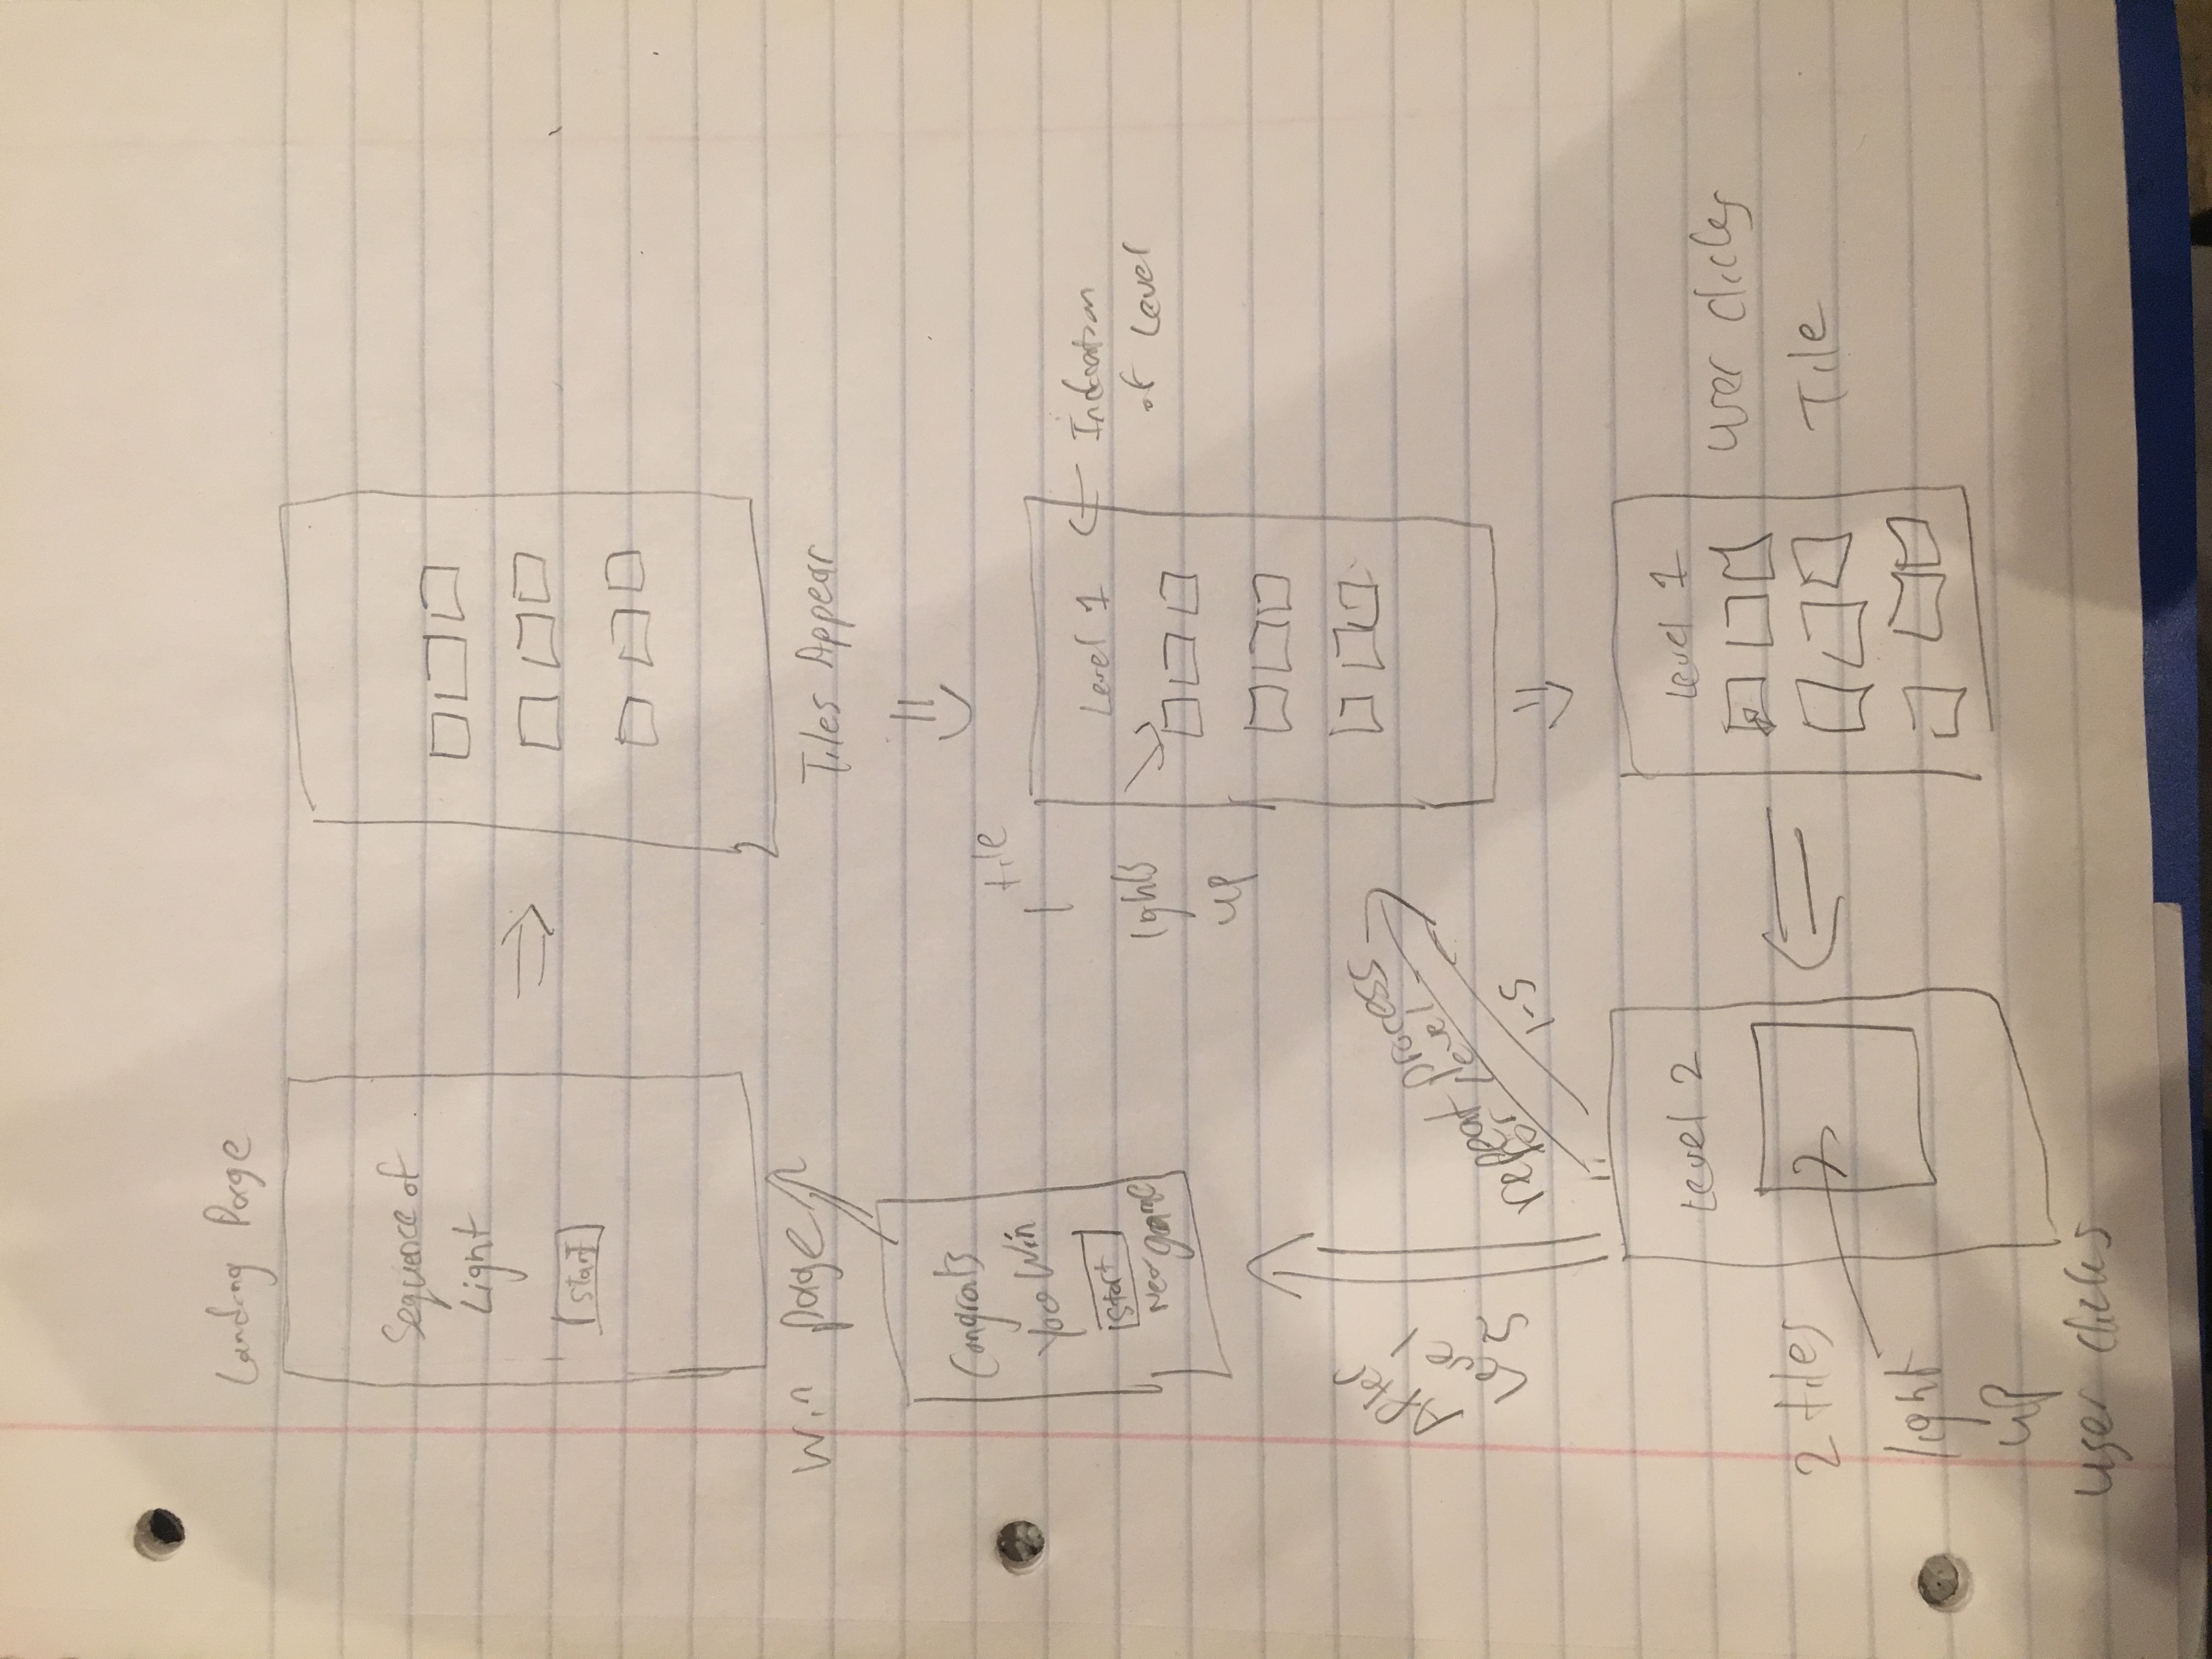 Landing Page
Sequence of
Light
Start
Tiles Appear
1 tile
lights
up
Level 1
Indication
of Level
Level 1
User clicks
Tile
Level 2
2 tiles
light
up
user clicks
repeat process
for Level
1-5
After
Level
5
Win page
Congrats
You Win
Start
New game